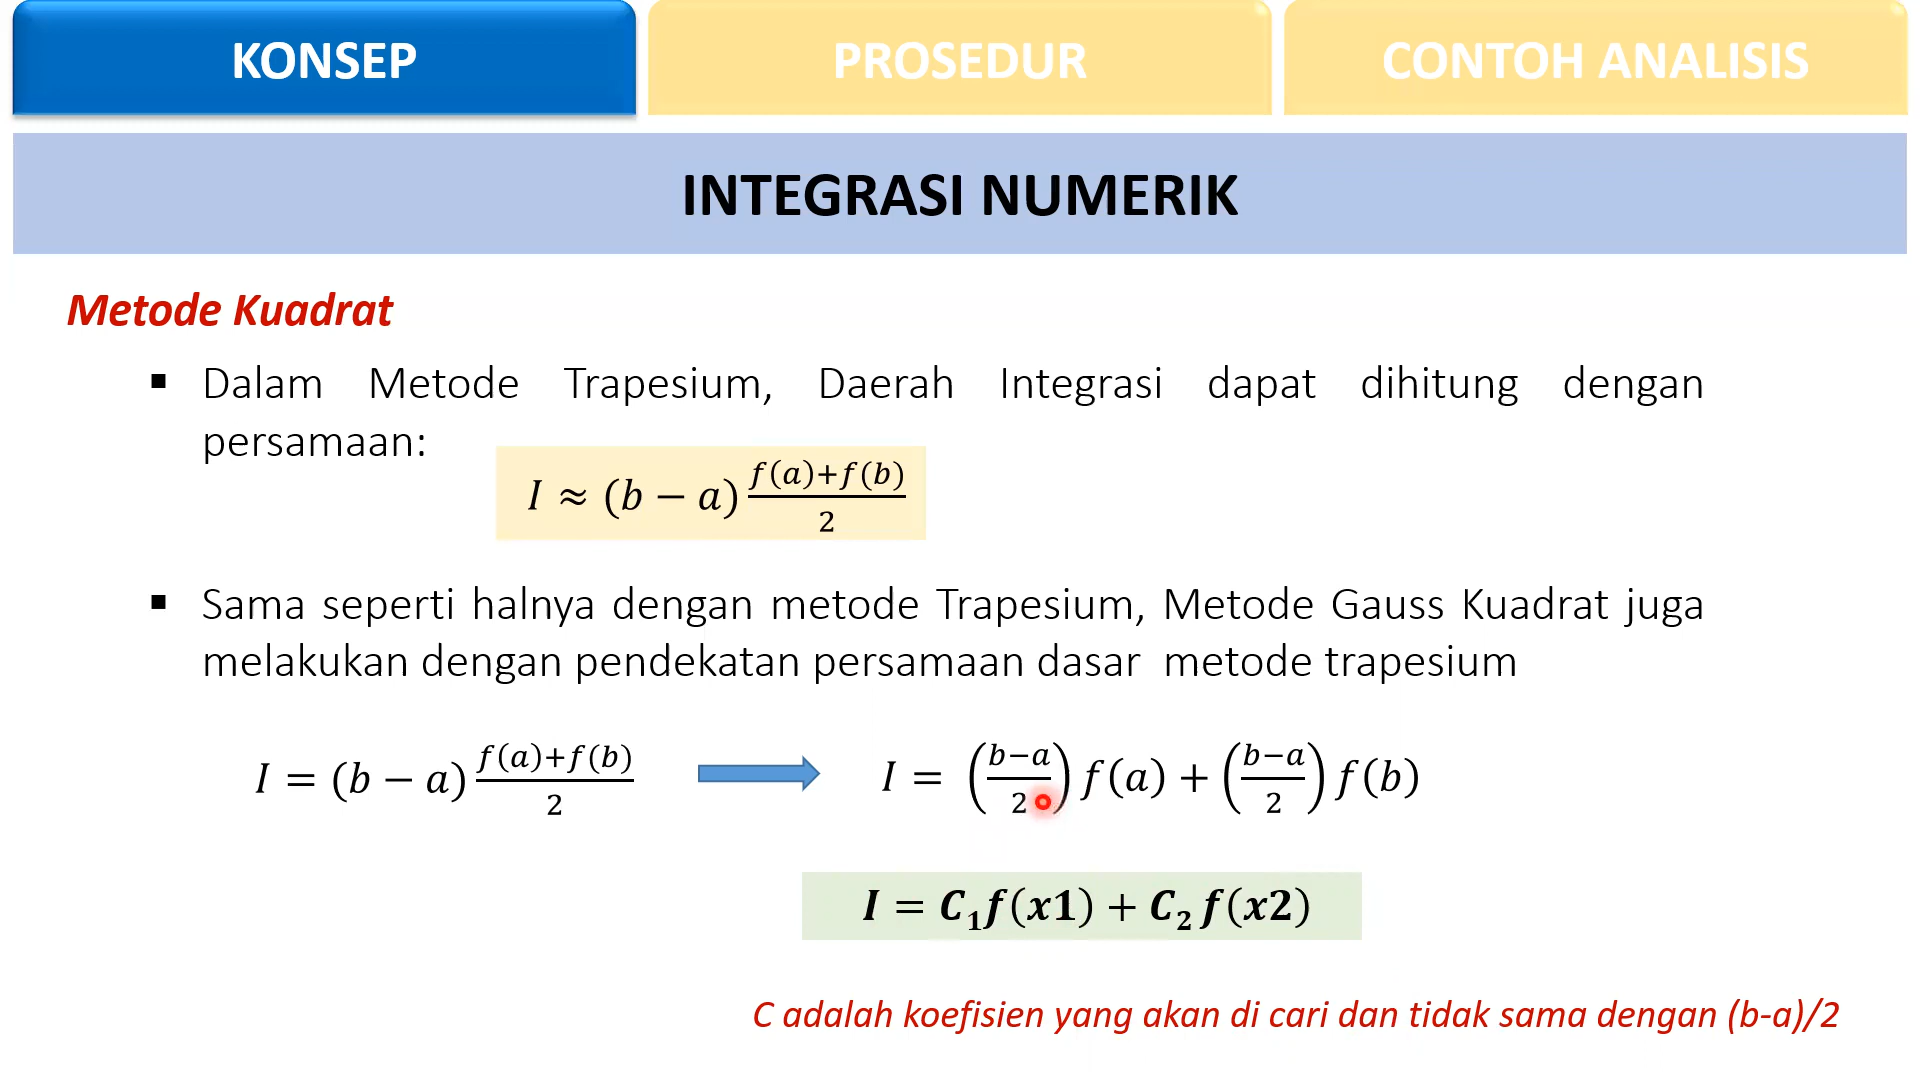 KONSEP
PROSEDUR
CONTOH ANALISIS
INTEGRASI NUMERIK
Metode Kuadrat
▪ Dalam Metode Trapesium, Daerah Integrasi dapat dihitung dengan
persamaan:
I ≈ (b − a) f(a)+f(b)/2
▪ Sama seperti halnya dengan metode Trapesium, Metode Gauss Kuadrat juga
melakukan dengan pendekatan persamaan dasar metode trapesium
I = (b − a) f(a)+f(b)/2
I = (b−a/2) f(a) + (b−a/2) f(b)
I = C₁f(x1) + C₂ f(x2)
C adalah koefisien yang akan di cari dan tidak sama dengan (b-a)/2